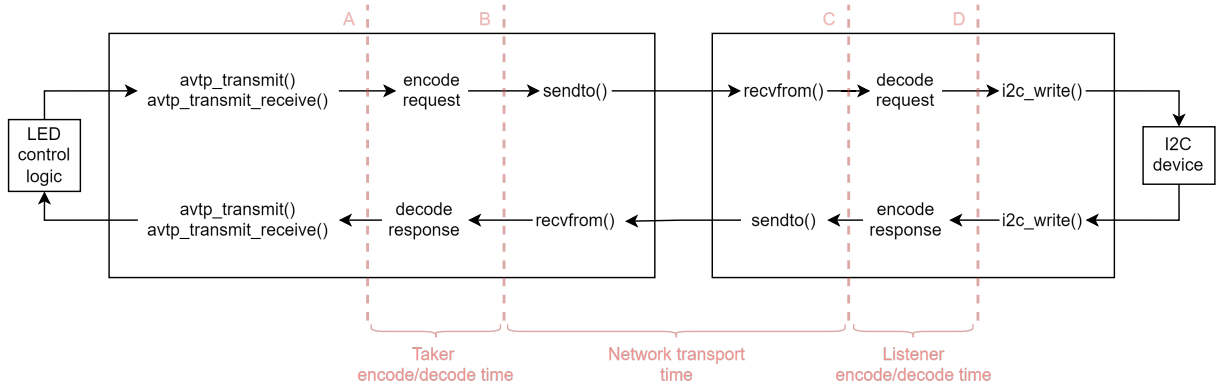 A
B
C
D
avtp_transmit()
avtp_transmit_receive()
encode
request
sendto()
recvfrom()
decode
request
i2c_write()
LED
control
logic
I2C
device
avtp_transmit()
avtp_transmit_receive()
decode
response
recvfrom()
sendto()
encode
response
i2c_write()
Taker
encode/decode time
Network transport
time
Listener
encode/decode time